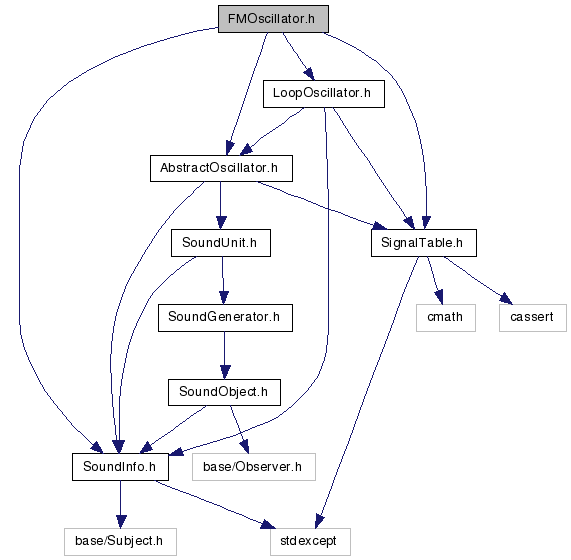 FMOscillator.h
LoopOscillator.h
AbstractOscillator.h
SoundUnit.h
SignalTable.h
SoundGenerator.h
cmath
cassert
SoundObject.h
SoundInfo.h
base/Observer.h
base/Subject.h
stdexcept